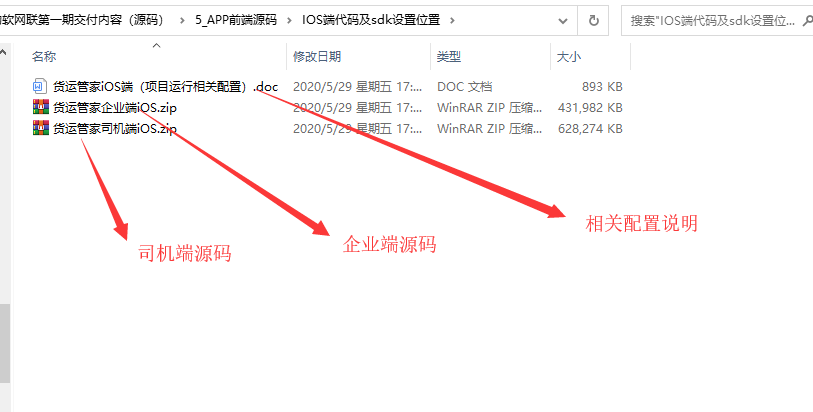 软网联第一期交付内容（源码） › 5_APP前端源码 › IOS端代码及sdk设置位置 ›
搜索"IOS端代码及sdk设置位...
名称 修改日期 类型 大小
货运管家iOS端（项目运行相关配置）.doc 2020/5/29 星期五 17:... DOC 文档 893 KB
货运管家企业端iOS.zip 2020/5/29 星期五 17:... WinRAR ZIP 压缩... 431,982 KB
货运管家司机端iOS.zip 2020/5/29 星期五 17:... WinRAR ZIP 压缩... 628,274 KB
相关配置说明
企业端源码
司机端源码